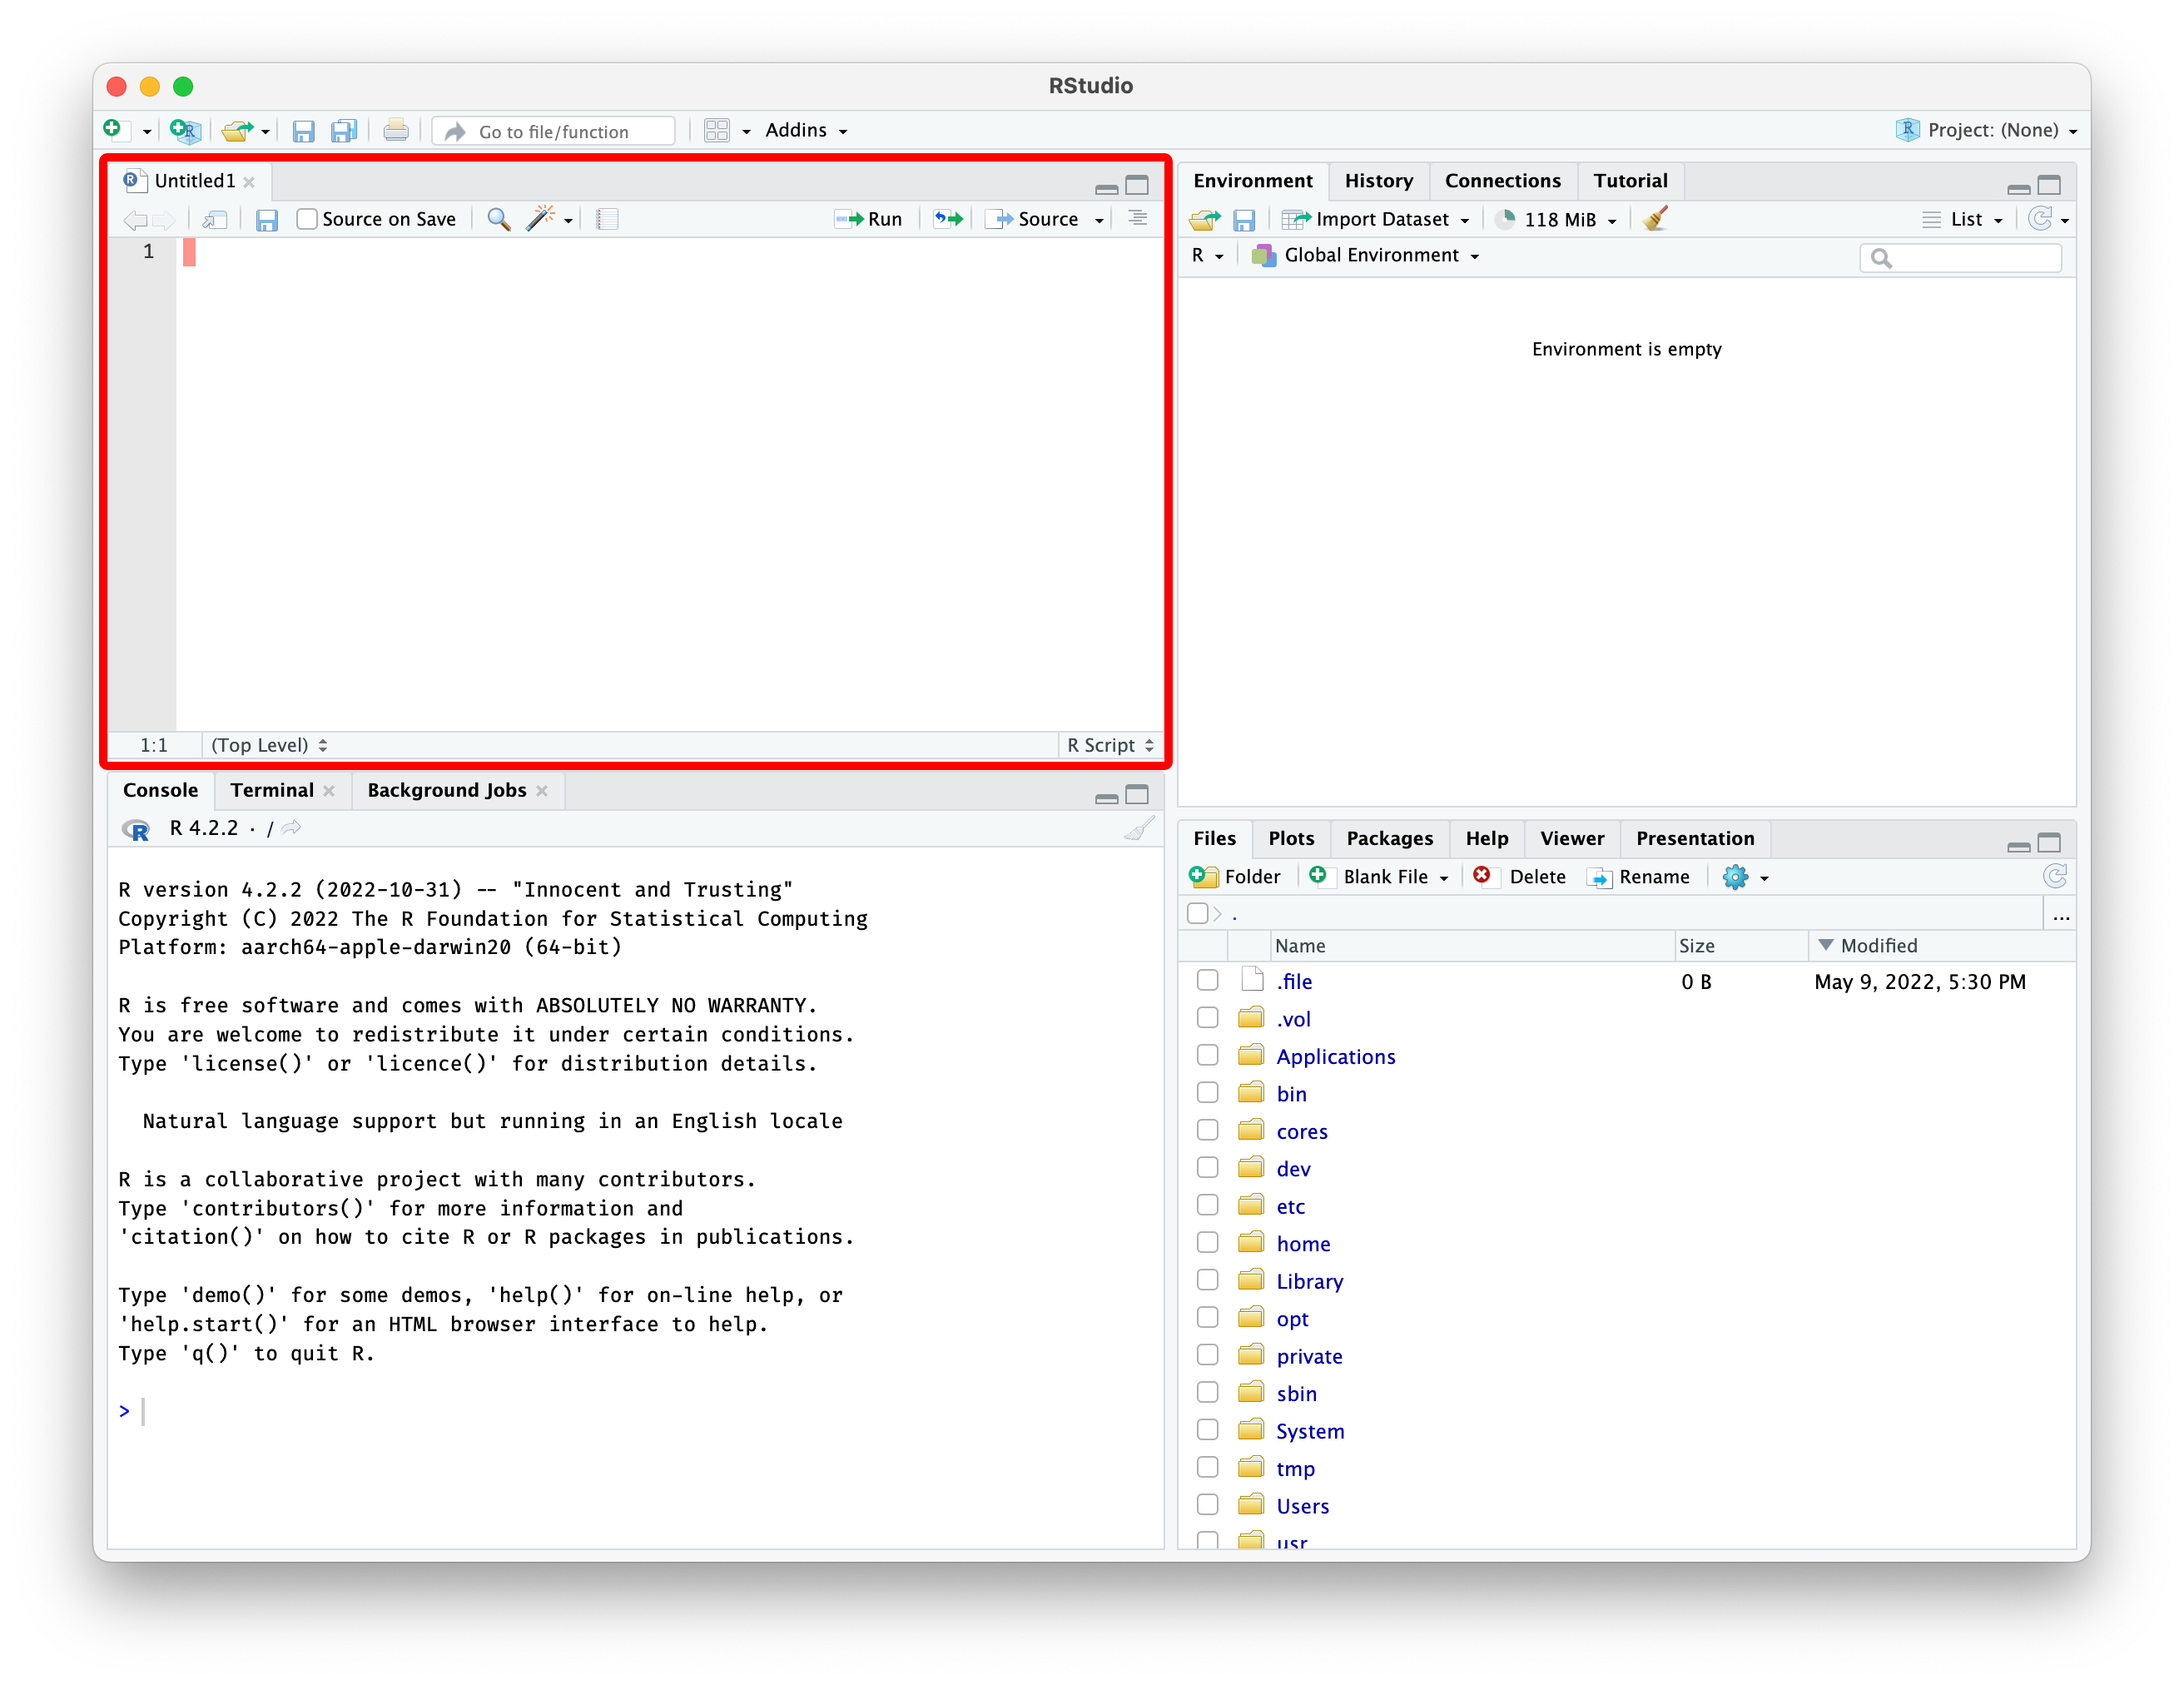 RStudio
Go to file/function
Addins
Project: (None)
Untitled1
Source on Save
Run
Source
1
1:1
(Top Level)
R Script
Console
Terminal
Background Jobs
R 4.2.2 · /
R version 4.2.2 (2022-10-31) -- "Innocent and Trusting"
Copyright (C) 2022 The R Foundation for Statistical Computing
Platform: aarch64-apple-darwin20 (64-bit)
R is free software and comes with ABSOLUTELY NO WARRANTY.
You are welcome to redistribute it under certain conditions.
Type 'license()' or 'licence()' for distribution details.
Natural language support but running in an English locale
R is a collaborative project with many contributors.
Type 'contributors()' for more information and
'citation()' on how to cite R or R packages in publications.
Type 'demo()' for some demos, 'help()' for on-line help, or
'help.start()' for an HTML browser interface to help.
Type 'q()' to quit R.
>
Environment
History
Connections
Tutorial
Import Dataset
118 MiB
List
R
Global Environment
Environment is empty
Files
Plots
Packages
Help
Viewer
Presentation
Folder
Blank File
Delete
Rename
.
...
Name
Size
Modified
.file
0 B
May 9, 2022, 5:30 PM
.vol
Applications
bin
cores
dev
etc
home
Library
opt
private
sbin
System
tmp
Users
usr